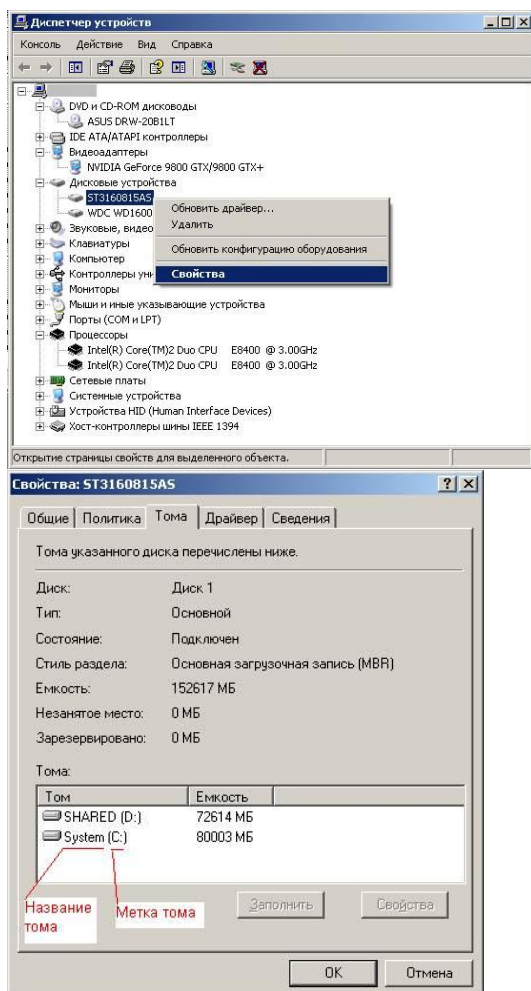 Диспетчер устройств
Консоль Действие Вид Справка
DVD и CD-ROM дисководы
ASUS DRW-20B1LT
IDE ATA/ATAPI контроллеры
Видеоадаптеры
NVIDIA GeForce 9800 GTX/9800 GTX+
Дисковые устройства
ST3160815AS
WDC WD1600
Обновить драйвер...
Удалить
Обновить конфигурацию оборудования
Свойства
Звуковые, видео
Клавиатуры
Компьютер
Контроллеры уни
Мониторы
Мыши и иные указывающие устройства
Порты (COM и LPT)
Процессоры
Intel(R) Core(TM)2 Duo CPU E8400 @ 3.00GHz
Intel(R) Core(TM)2 Duo CPU E8400 @ 3.00GHz
Сетевые платы
Системные устройства
Устройства HID (Human Interface Devices)
Хост-контроллеры шины IEEE 1394
Открытие страницы свойств для выделенного объекта.
Свойства: ST3160815AS
Общие Политика Тома Драйвер Сведения
Тома указанного диска перечислены ниже.
Диск: Диск 1
Тип: Основной
Состояние: Подключен
Стиль раздела: Основная загрузочная запись (MBR)
Емкость: 152617 МБ
Незанятое место: 0 МБ
Зарезервировано: 0 МБ
Тома:
Том Емкость
SHARED (D:) 72614 МБ
System (C:) 80003 МБ
Название тома
Метка тома
Заполнить Свойства
OK Отмена